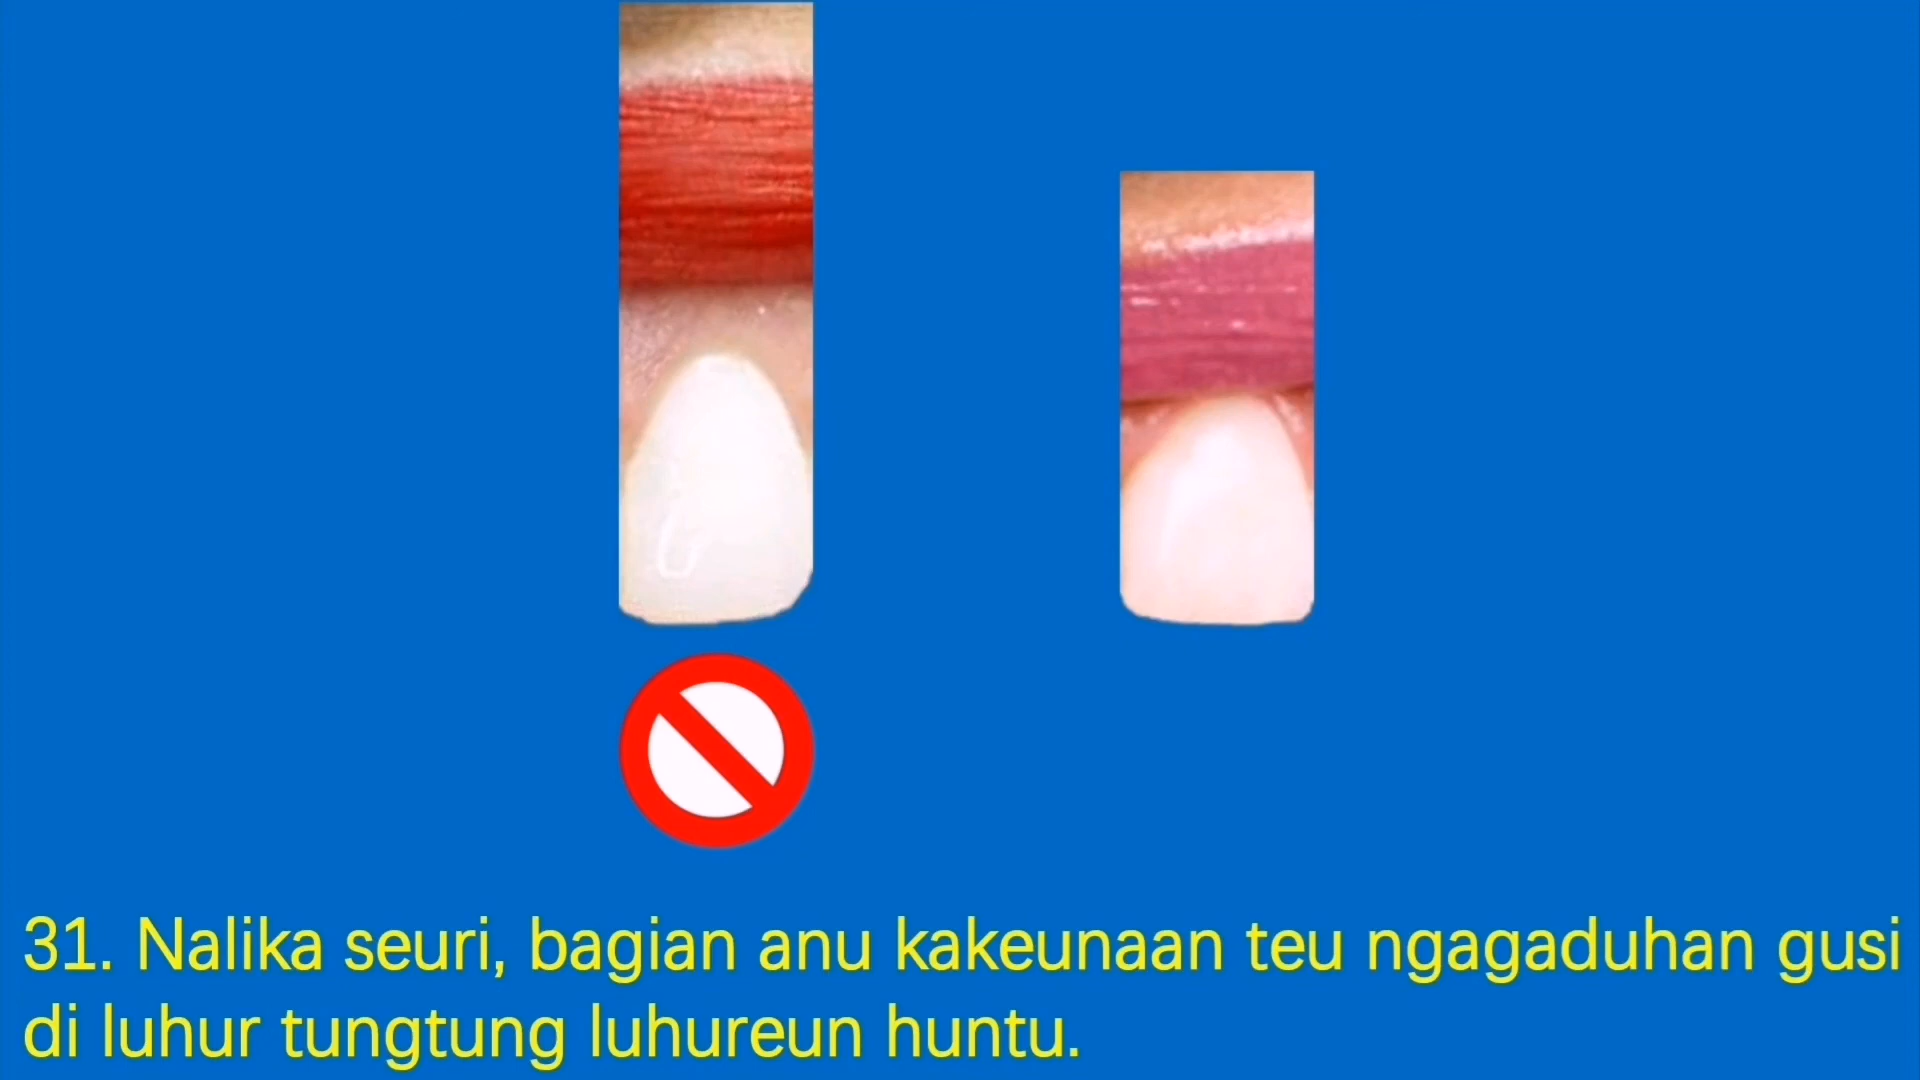 31. Nalika seuri, bagian anu kakeunaan teu ngagaduhan gusi
di luhur tungtung luhureun huntu.